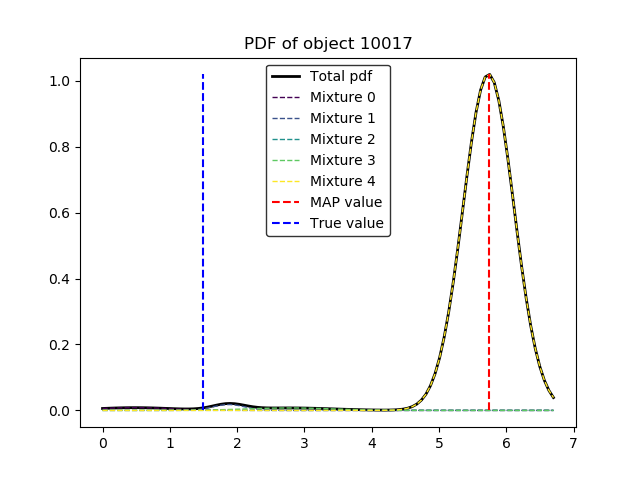 PDF of object 10017
Total pdf
Mixture 0
Mixture 1
Mixture 2
Mixture 3
Mixture 4
MAP value
True value
1.0
0.8
0.6
0.4
0.2
0.0
0 1 2 3 4 5 6 7